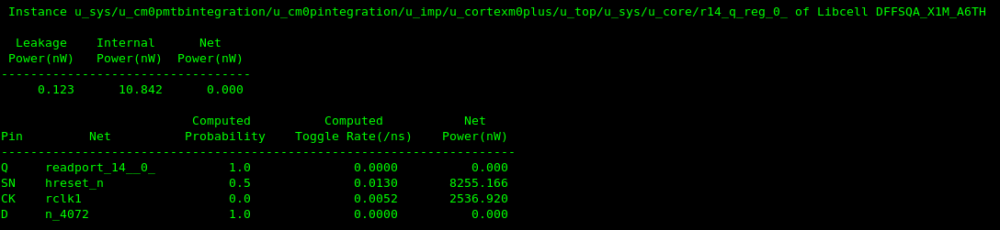 Instance u_sys/u_cm0pmtbintegration/u_cm0pintegration/u_imp/u_cortexm0plus/u_top/u_sys/u_core/r14_q_reg_0_ of Libcell DFFSQA_X1M_A6TH
Leakage Internal Net
Power(nW) Power(nW) Power(nW)
----------------------------------
0.123 10.842 0.000
Computed Computed Net
Pin Net Probability Toggle Rate(/ns) Power(nW)
----------------------------------------------------------------------
Q readport_14__0_ 1.0 0.0000 0.000
SN hreset_n 0.5 0.0130 8255.166
CK rclk1 0.0 0.0052 2536.920
D n_4072 1.0 0.0000 0.000